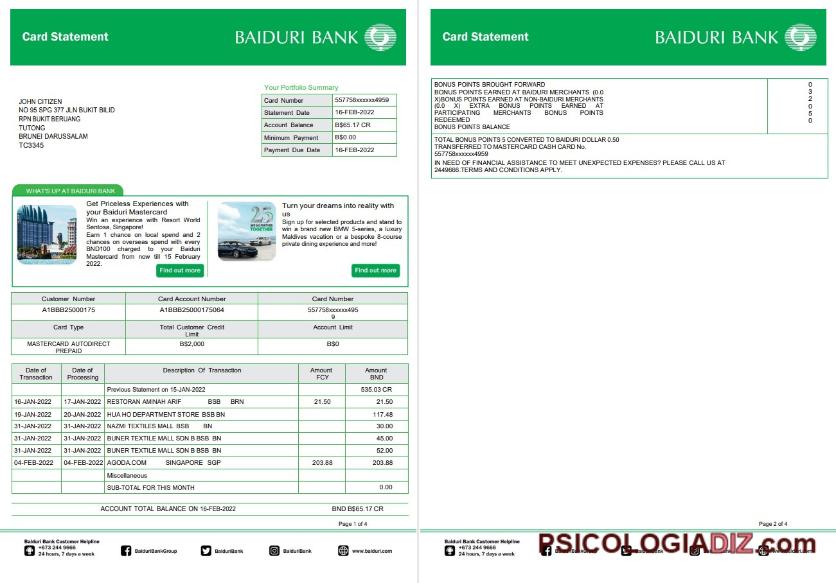 Card Statement
BAIDURI BANK
JOHN CITIZEN
NO 95 SPG 377 JLN BUKIT BILID
RPN BUKIT BERUANG
TUTONG
BRUNEI DARUSSALAM
TC3345
Your Portfolio Summary
Card Number 557758xxxxxx4959
Statement Date 16-FEB-2022
Account Balance B$65.17 CR
Minimum Payment B$0.00
Payment Due Date 16-FEB-2022
WHAT'S UP AT BAIDURI BANK
Get Priceless Experiences with
your Baiduri Mastercard
Win an experience with Resort World
Sentosa, Singapore!
Earn 1 chance on local spend and 2
chances on overseas spend with every
BND100 charged to your Baiduri
Mastercard from now till 15 February
2022.
Find out more
25
TOGETHER
Turn your dreams into reality with
us
Sign up for selected products and stand to
win a brand new BMW 5-series, a luxury
Maldives vacation or a bespoke 8-course
private dining experience and more!
Find out more
Customer Number Card Account Number Card Number
A1BBB25000175 A1BBB25000175064 557758xxxxxx495
9
Card Type Total Customer Credit Account Limit
Limit
MASTERCARD AUTODIRECT B$2,000 B$0
PREPAID
Date of Date of Description Of Transaction Amount Amount
Transaction Processing FCY BND
Previous Statement on 15-JAN-2022 535.03 CR
16-JAN-2022 17-JAN-2022 RESTORAN AMINAH ARIF BSB BRN 21.50 21.50
19-JAN-2022 20-JAN-2022 HUA HO DEPARTMENT STORE BSB BN 117.48
31-JAN-2022 31-JAN-2022 NAZMI TEXTILES MALL BSB BN 30.00
31-JAN-2022 31-JAN-2022 BUNER TEXTILE MALL SDN B BSB BN 45.00
31-JAN-2022 31-JAN-2022 BUNER TEXTILE MALL SDN B BSB BN 52.00
04-FEB-2022 04-FEB-2022 AGODA.COM SINGAPORE SGP 203.88 203.88
Miscellaneous
SUB-TOTAL FOR THIS MONTH 0.00
ACCOUNT TOTAL BALANCE ON 16-FEB-2022 BND B$65.17 CR
Page 1 of 4
Baiduri Bank Customer Helpline
+673 244 9666
24 hours, 7 days a week
BaiduriBankGroup
BaiduriBank
BaiduriBank
www.baiduri.com
Card Statement
BAIDURI BANK
BONUS POINTS BROUGHT FORWARD 0
BONUS POINTS EARNED AT BAIDURI MERCHANTS (0.0 3
X)BONUS POINTS EARNED AT NON-BAIDURI MERCHANTS 2
(0.0 X) EXTRA BONUS POINTS EARNED AT 0
PARTICIPATING MERCHANTS BONUS POINTS 5
REDEEMED 0
BONUS POINTS BALANCE
TOTAL BONUS POINTS 5 CONVERTED TO BAIDURI DOLLAR 0.50
TRANSFERRED TO MASTERCARD CASH CARD No.
557758xxxxxx4959
IN NEED OF FINANCIAL ASSISTANCE TO MEET UNEXPECTED EXPENSES? PLEASE CALL US AT-
2449666.TERMS AND CONDITIONS APPLY.
Page 2 of 4
Baiduri Bank Customer Helpline
+673 244 9666
24 hours, 7 days a week
PSICOLOGIADIZ.com